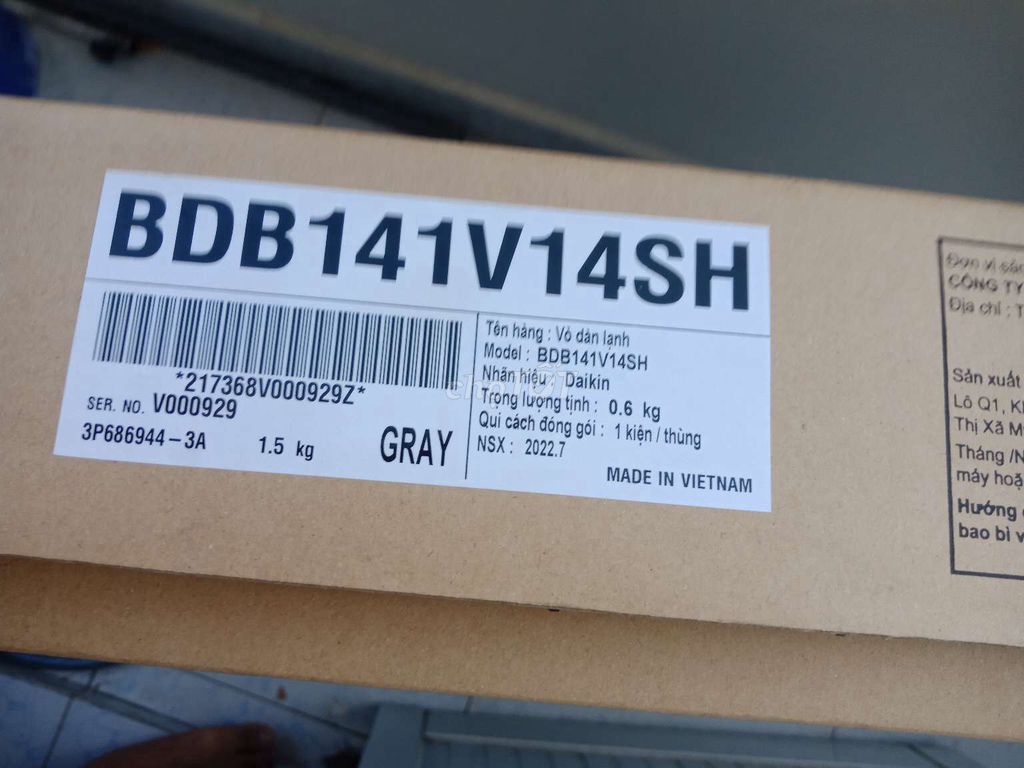 BDB141V14SH
*217368V000929Z*
SER. NO. V000929
3P686944-3A 1.5 kg GRAY
Tên hàng : Vỏ dàn lạnh
Model : BDB141V14SH
Nhãn hiệu : Daikin
Trọng lượng tịnh : 0.6 kg
Qui cách đóng gói : 1 kiện / thùng
NSX : 2022.7
MADE IN VIETNAM
Đơn vị
CÔNG TY
Địa chỉ :
Sản xuất
Lô Q1,
Thị Xã
Tháng
máy hoặ
Hướng
bao bì